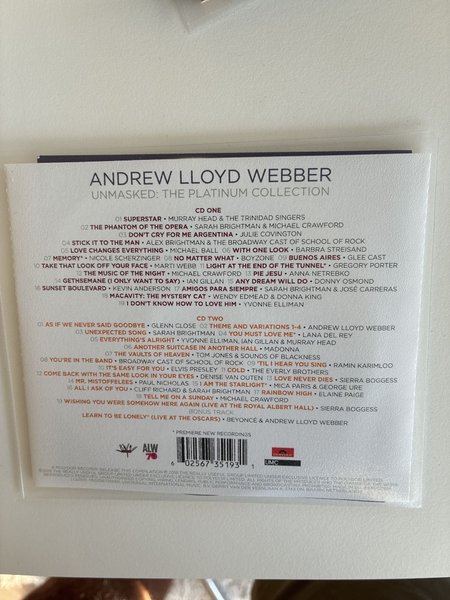 ANDREW LLOYD WEBBER
UNMASKED: THE PLATINUM COLLECTION
CD ONE
01 SUPERSTAR • MURRAY HEAD & THE TRINIDAD SINGERS
02 THE PHANTOM OF THE OPERA • SARAH BRIGHTMAN & MICHAEL CRAWFORD
03 DON'T CRY FOR ME ARGENTINA • JULIE COVINGTON
04 STICK IT TO THE MAN • ALEX BRIGHTMAN & THE BROADWAY CAST OF SCHOOL OF ROCK
05 LOVE CHANGES EVERYTHING • MICHAEL BALL 06 WITH ONE LOOK • BARBRA STREISAND
07 MEMORY* • NICOLE SCHERZINGER 08 NO MATTER WHAT • BOYZONE 09 BUENOS AIRES • GLEE CAST
10 TAKE THAT LOOK OFF YOUR FACE • MARTI WEBB 11 LIGHT AT THE END OF THE TUNNEL* • GREGORY PORTER
12 THE MUSIC OF THE NIGHT • MICHAEL CRAWFORD 13 PIE JESU • ANNA NETREBKO
14 GETHSEMANE (I ONLY WANT TO SAY) • IAN GILLAN 15 ANY DREAM WILL DO • DONNY OSMOND
16 SUNSET BOULEVARD • KEVIN ANDERSON 17 AMIGOS PARA SIEMPRE • SARAH BRIGHTMAN & JOSÉ CARRERAS
18 MACAVITY: THE MYSTERY CAT • WENDY EDMEAD & DONNA KING
19 I DON'T KNOW HOW TO LOVE HIM • YVONNE ELLIMAN
CD TWO
01 AS IF WE NEVER SAID GOODBYE • GLENN CLOSE 02 THEME AND VARIATIONS 1-4 • ANDREW LLOYD WEBBER
03 UNEXPECTED SONG • SARAH BRIGHTMAN 04 YOU MUST LOVE ME* • LANA DEL REY
05 EVERYTHING'S ALRIGHT • YVONNE ELLIMAN, IAN GILLAN & MURRAY HEAD
06 ANOTHER SUITCASE IN ANOTHER HALL • MADONNA
07 THE VAULTS OF HEAVEN • TOM JONES & SOUNDS OF BLACKNESS
08 YOU'RE IN THE BAND • BROADWAY CAST OF SCHOOL OF ROCK 09 'TIL I HEAR YOU SING • RAMIN KARIMLOO
10 IT'S EASY FOR YOU • ELVIS PRESLEY 11 COLD • THE EVERLY BROTHERS
12 COME BACK WITH THE SAME LOOK IN YOUR EYES • DENISE VAN OUTEN 13 LOVE NEVER DIES • SIERRA BOGGESS
14 MR. MISTOFFELEES • PAUL NICHOLAS 15 I AM THE STARLIGHT* • MICA PARIS & GEORGE URE
16 ALL I ASK OF YOU • CLIFF RICHARD & SARAH BRIGHTMAN 17 RAINBOW HIGH • ELAINE PAIGE
18 TELL ME ON A SUNDAY • MICHAEL CRAWFORD
19 WISHING YOU WERE SOMEHOW HERE AGAIN (LIVE AT THE ROYAL ALBERT HALL) • SIERRA BOGGESS
BONUS TRACK
LEARN TO BE LONELY* (LIVE AT THE OSCARS) • BEYONCÉ & ANDREW LLOYD WEBBER
* PREMIERE NEW RECORDINGS
ALW
70
6 02567 35193 1
UMC